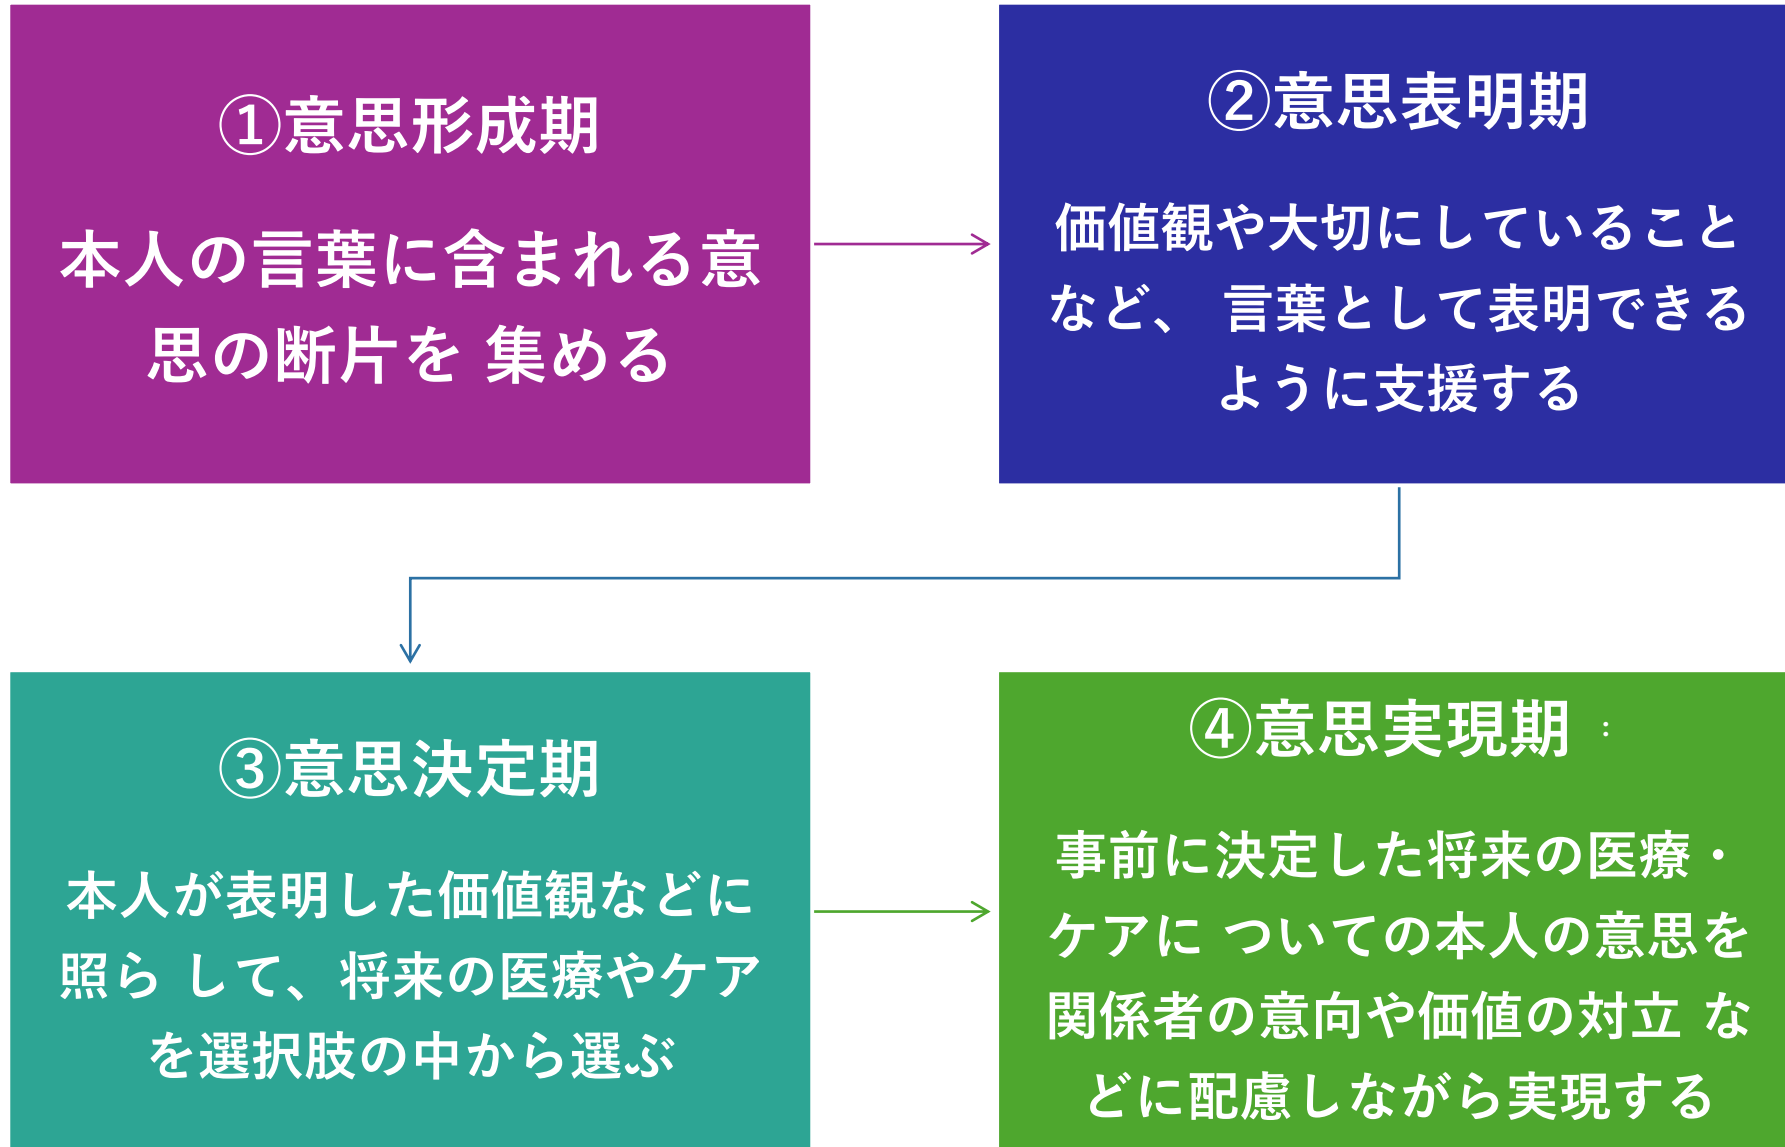 ①意思形成期
本人の言葉に含まれる意
思の断片を 集める
②意思表明期
価値観や大切にしていること
など、 言葉として表明できる
ように支援する
③意思決定期
本人が表明した価値観などに
照ら して、将来の医療やケア
を選択肢の中から選ぶ
④意思実現期 :
事前に決定した将来の医療・
ケアに ついての本人の意思を
関係者の意向や価値の対立 な
どに配慮しながら実現する